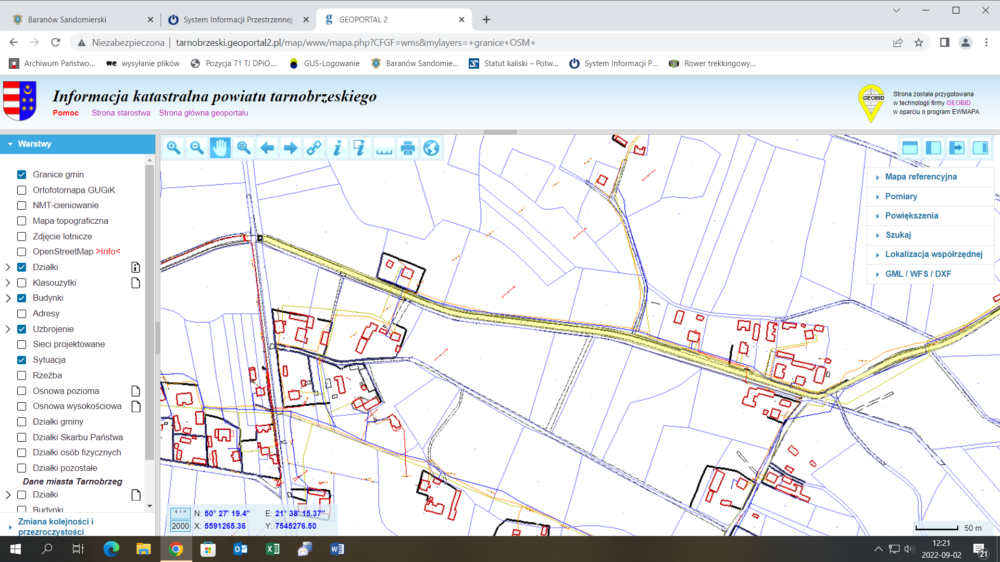 Baranów Sandomierski
System Informacji Przestrzennej -
GEOPORTAL 2
Niezabezpieczona | tarnobrzeski.geoportal2.pl/map/www/mapa.php?CFGF=wms&mylayers=+granice+OSM+
Archiwum Państwo...
we wysyłanie plików
Pozycja 71 TJ DPiO....
GUS-Logowanie
Baranów Sandomie...
Statut kaliski – Potw...
System Informacji P...
Rower trekkingowy...
Informacja katastralna powiatu tarnobrzeskiego
Pomoc Strona starostwa Strona główna geoportalu
GEOBID
Strona została przygotowana
w technologii firmy GEOBID
w oparciu o program EWMAPA
Warstwy
Granice gmin
Ortofotomapa GUGiK
NMT-cieniowanie
Mapa topograficzna
Zdjęcie lotnicze
OpenStreetMap >Info<
Działki
Klasoużytki
Budynki
Adresy
Uzbrojenie
Sieci projektowane
Sytuacja
Rzeźba
Osnowa pozioma
Osnowa wysokościowa
Działki gminy
Działki Skarbu Państwa
Działki osób fizycznych
Działki pozostałe
Dane miasta Tarnobrzeg
Działki
Budynki
Zmiana kolejności i
przezroczystości
Mapa referencyjna
Pomiary
Powiększenia
Szukaj
Lokalizacja współrzędnej
GML / WFS / DXF
° ' " N: 50° 27' 19.4" E: 21° 38' 15.37"
2000 X: 5591265.36 Y: 7545276.50
50 m
12:21
2022-09-02
21